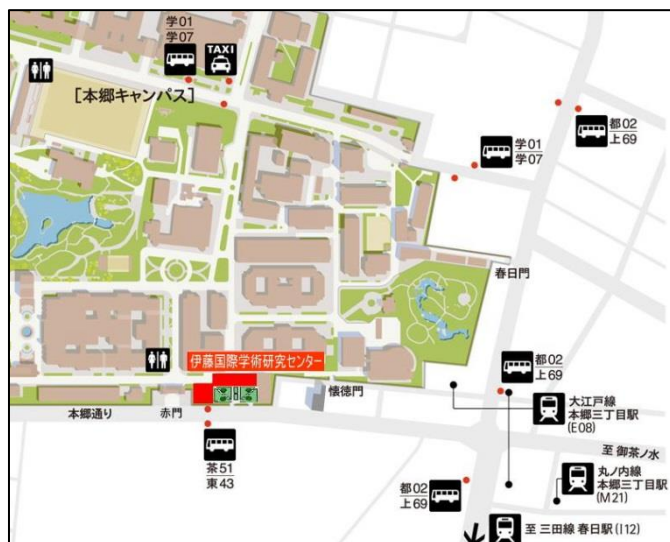 学01
学07
TAXI
[本郷キャンパス]
都02
上69
学01
学07
春日門
伊藤国際学術研究センター
都02
上69
懐徳門
大江戸線
本郷三丁目駅
(E08)
本郷通り
赤門
至 御茶ノ水
茶51
東43
丸ノ内線
本郷三丁目駅
(M21)
都02
上69
至 三田線 春日駅(I12)